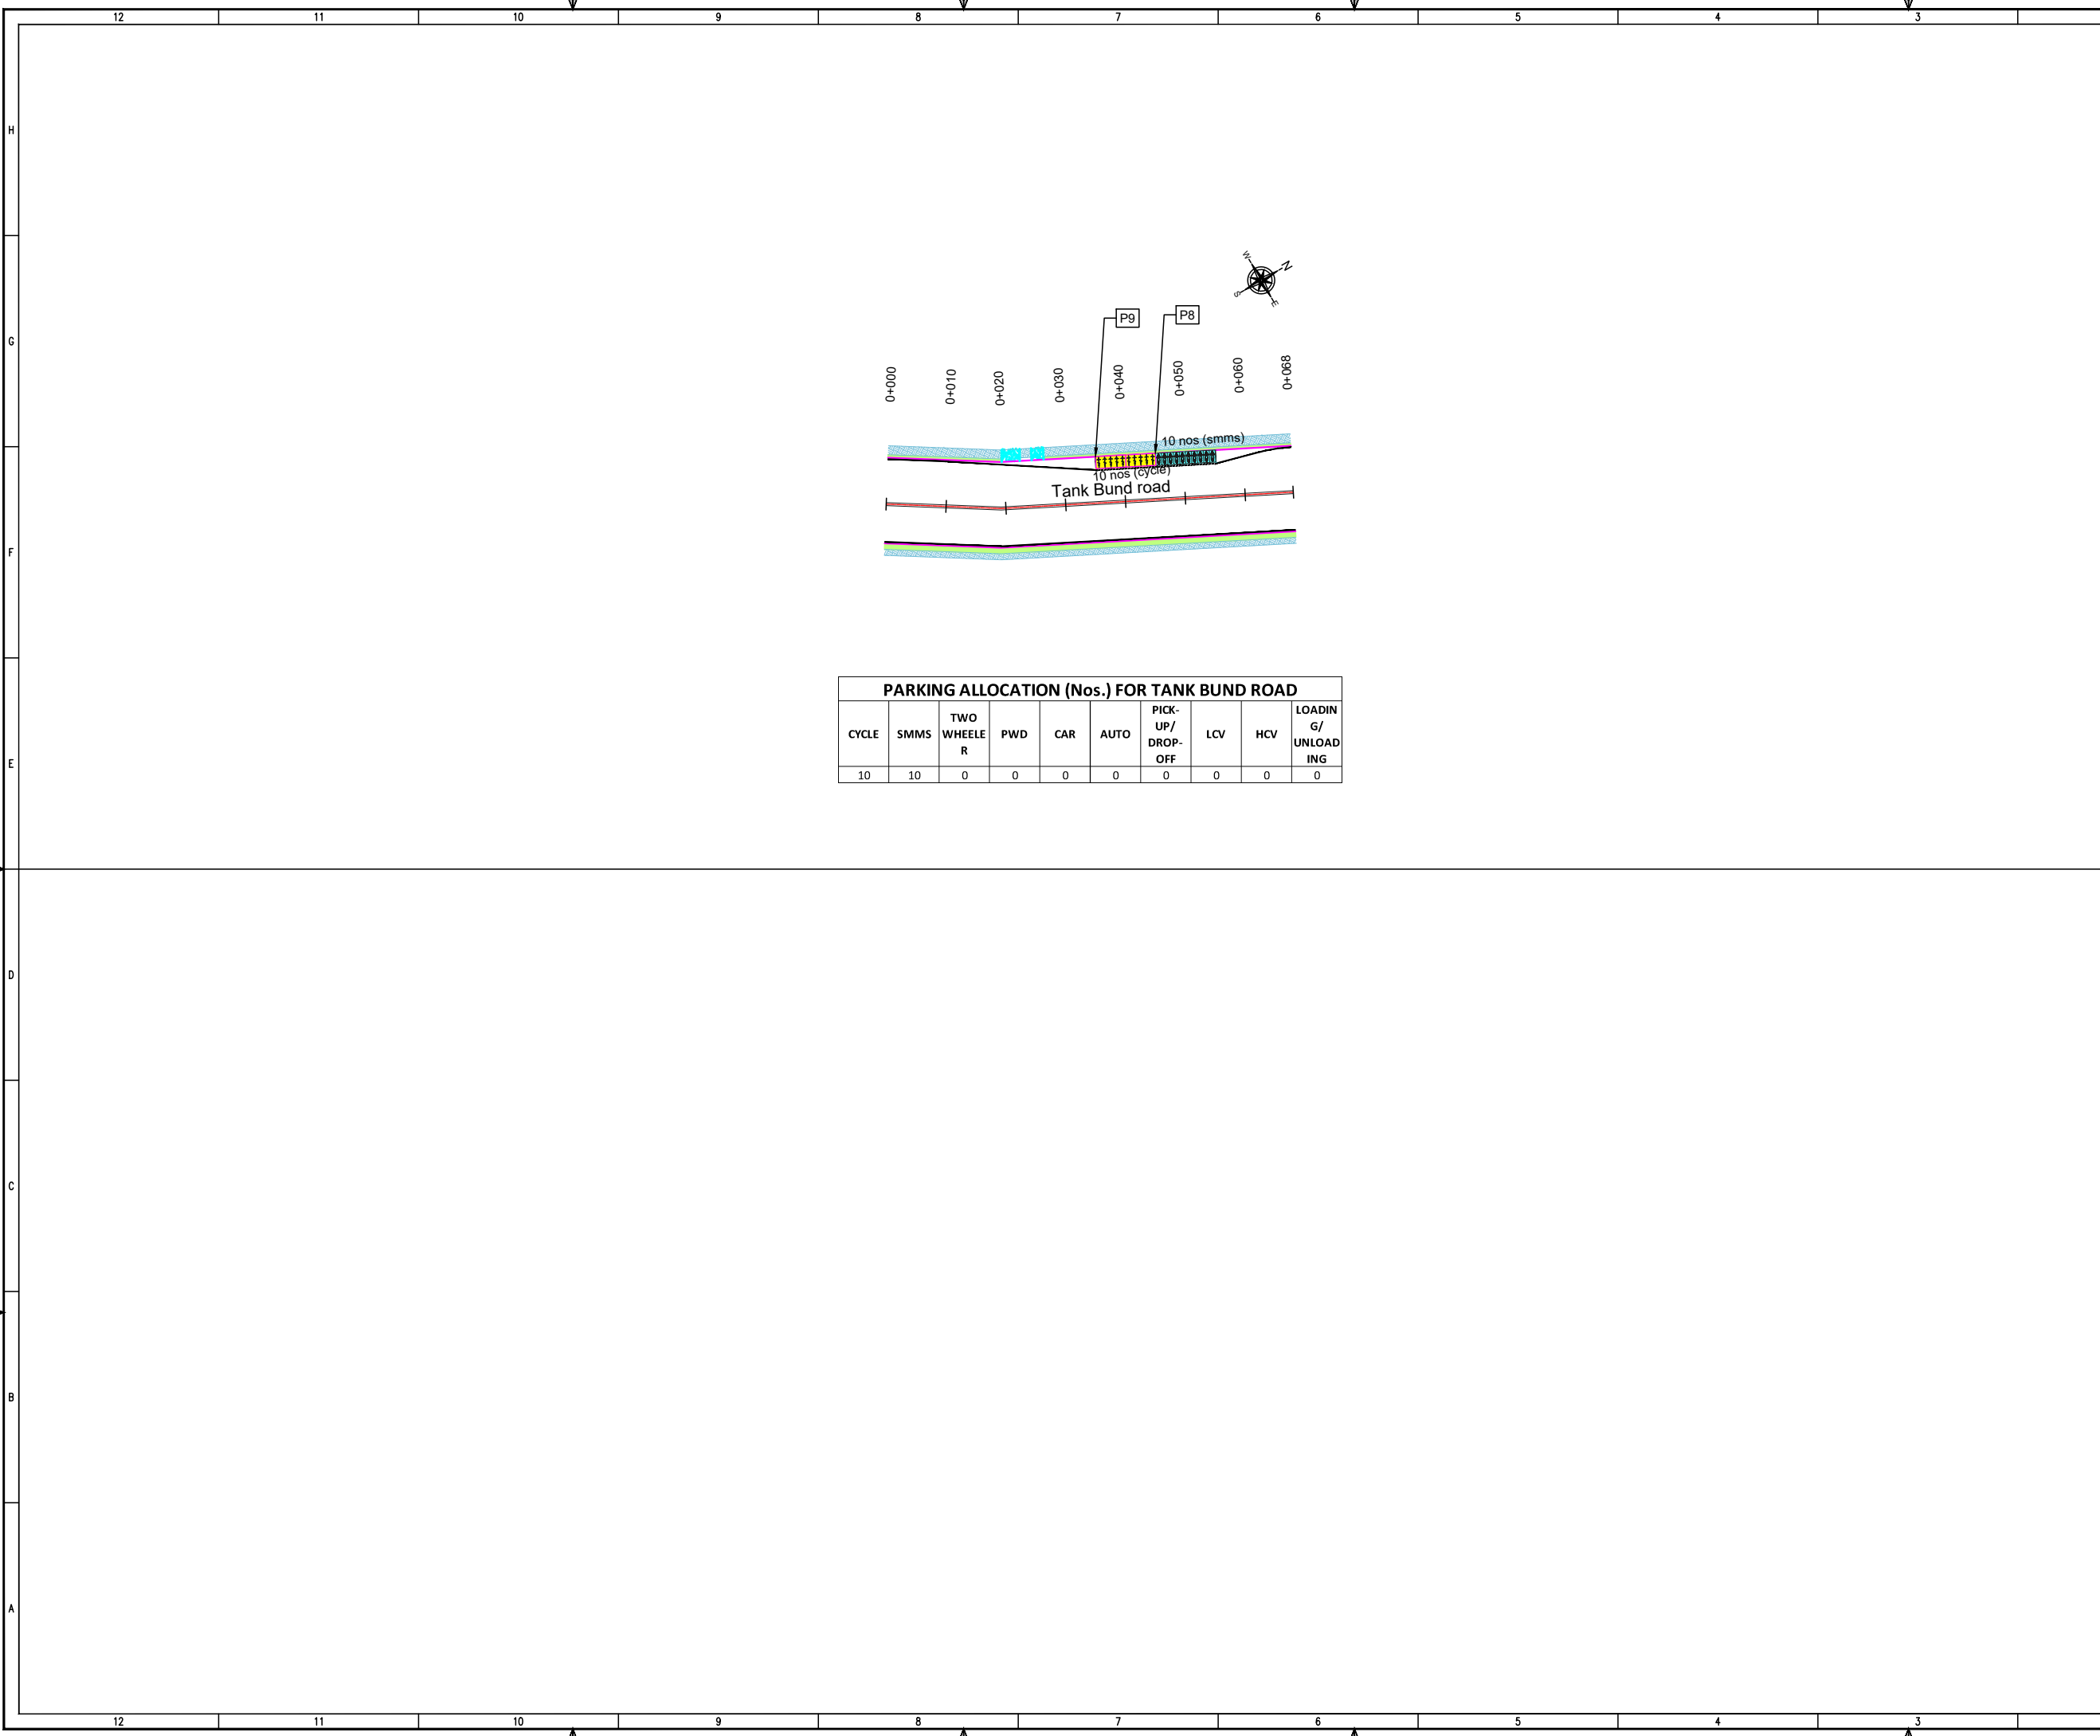 12 11 10 9 8 7 6 5 4 3
H
W
N
S
E
P9 P8
G
0+000 0+010 0+020 0+030 0+040 0+050 0+060 0+068
10 nos (smms)
10 nos (cycle)
Tank Bund road
F
PARKING ALLOCATION (Nos.) FOR TANK BUND ROAD
CYCLE SMMS TWO WHEELE R PWD CAR AUTO PICK- UP/ DROP- OFF LCV HCV LOADIN G/ UNLOAD ING
10 10 0 0 0 0 0 0 0 0
E
D
C
B
A
12 11 10 9 8 7 6 5 4 3